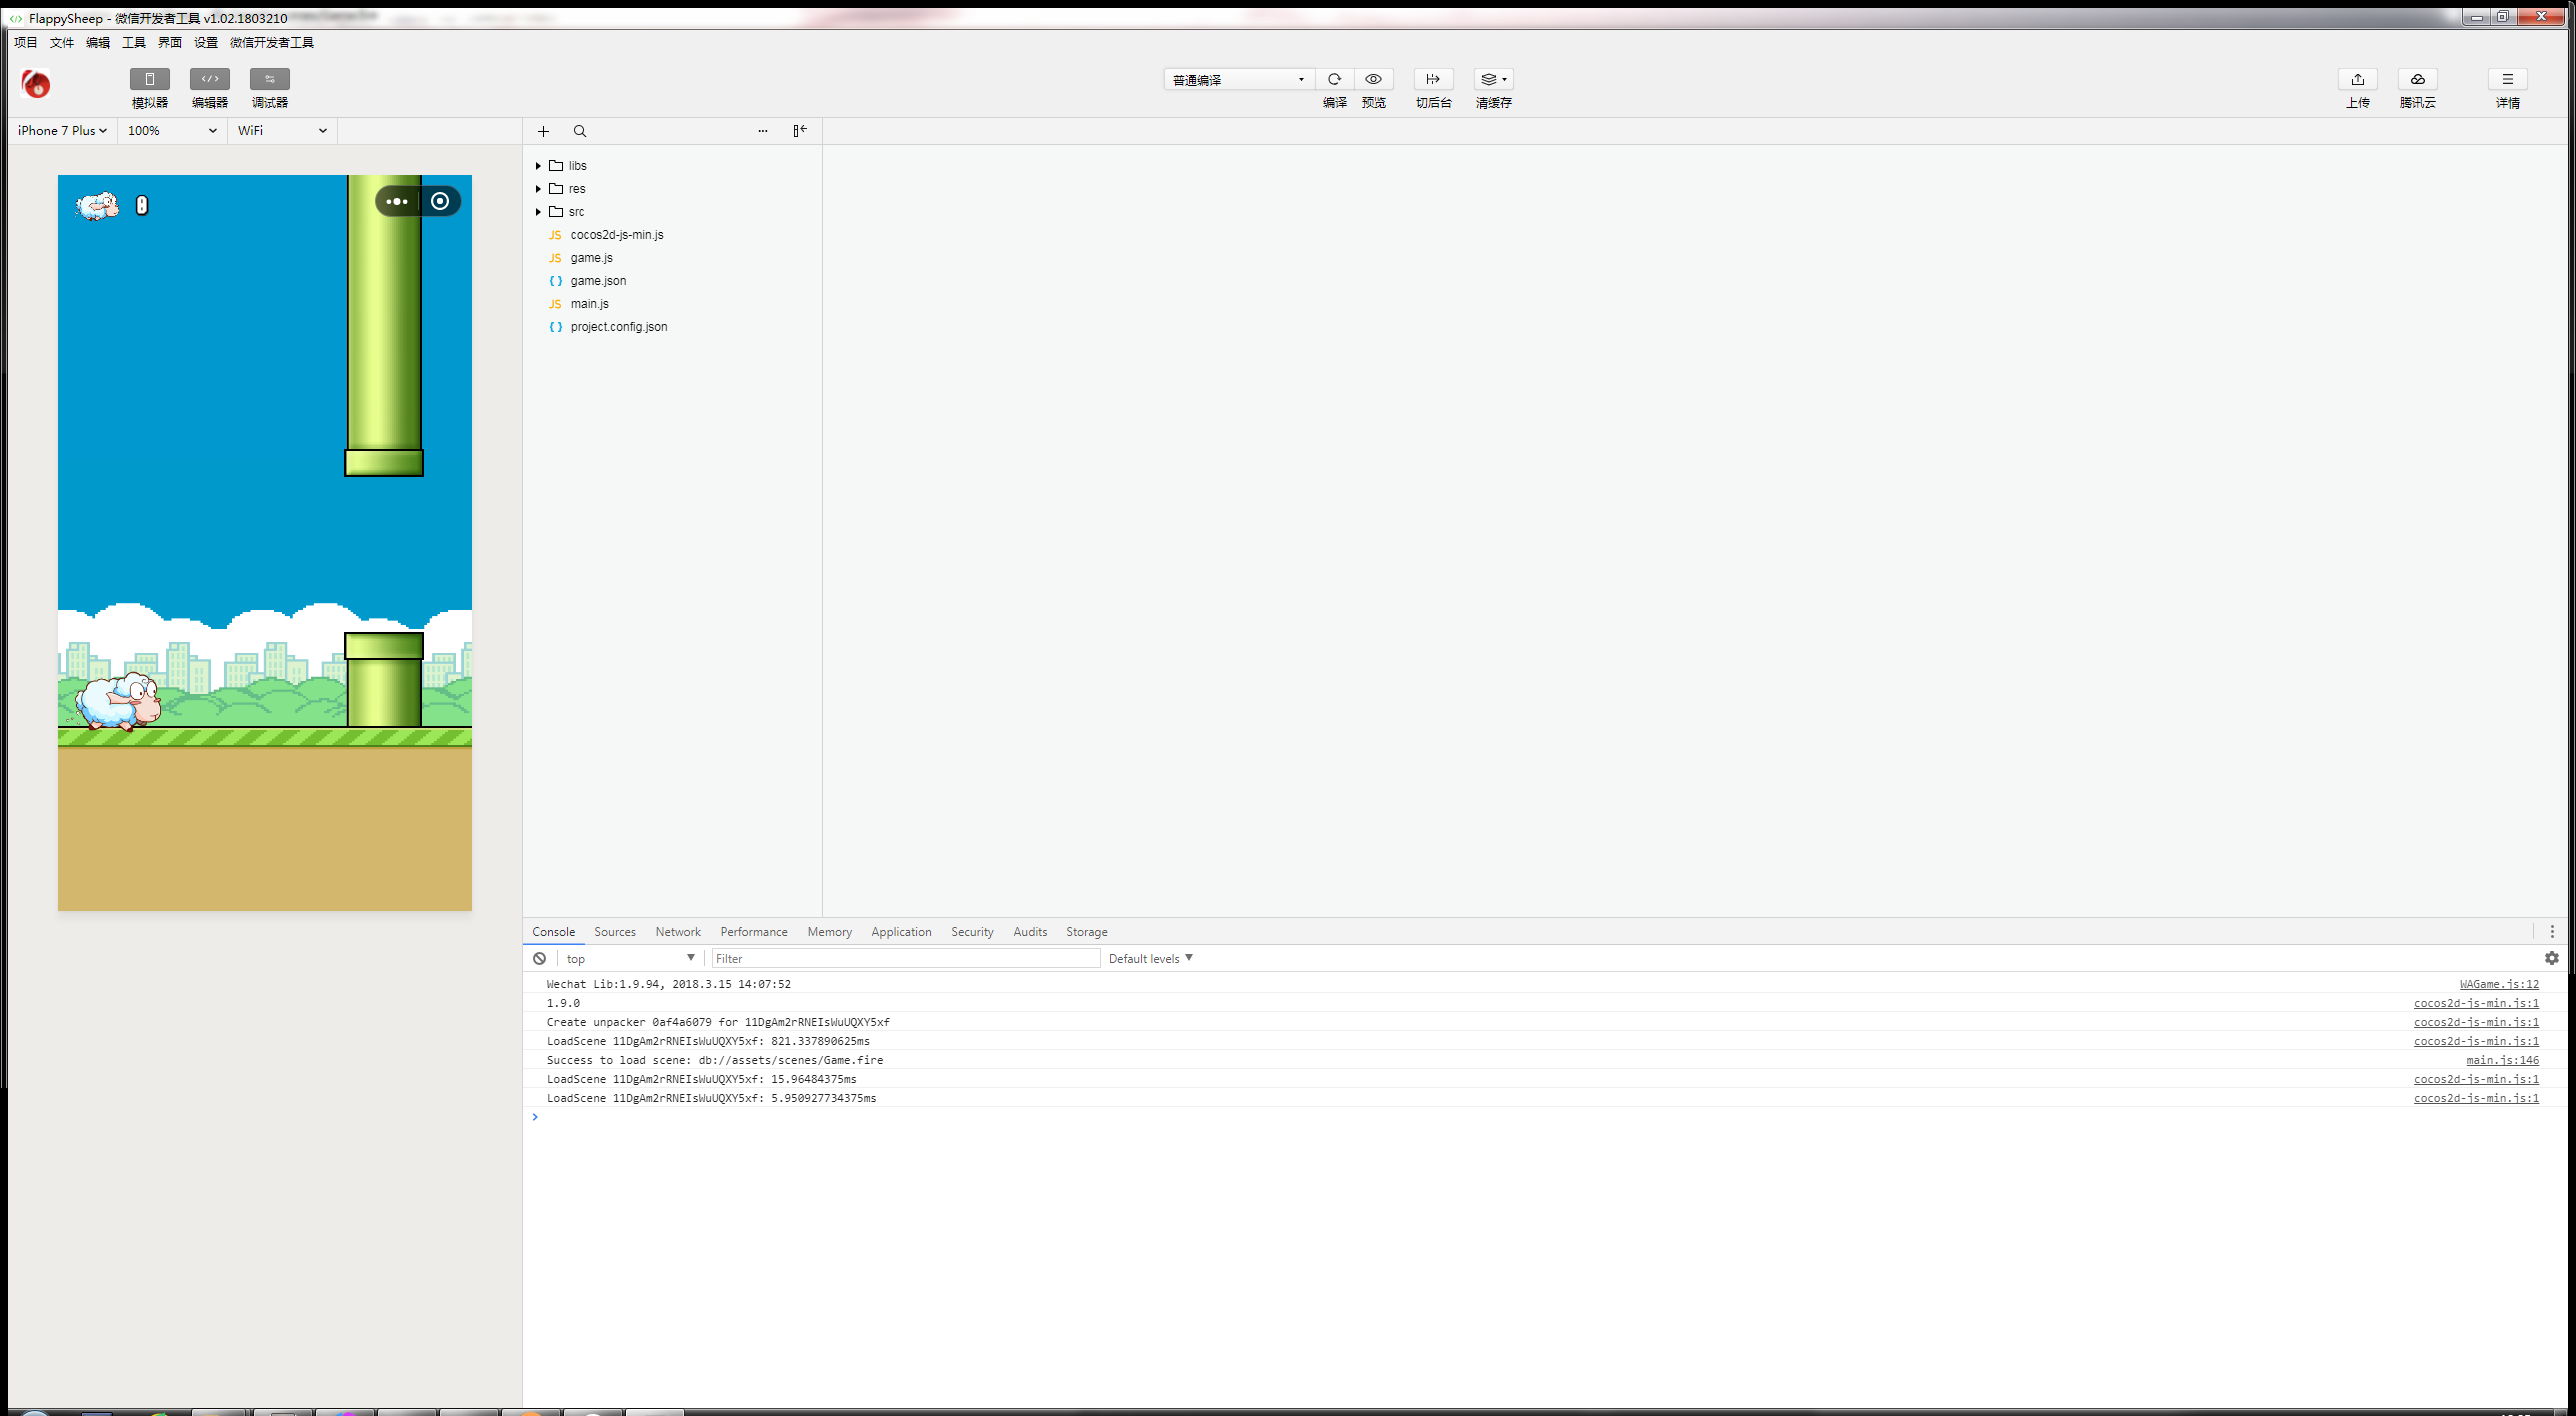 FlappySheep - 微信开发者工具 v1.02.1803210
项目 文件 编辑 工具 界面 设置 微信开发者工具
模拟器 编辑器 调试器
普通编译
编译 预览 切后台 清缓存
上传 腾讯云 详情
iPhone 7 Plus 100% WiFi
0
libs
res
src
JS cocos2d-js-min.js
JS game.js
{ } game.json
JS main.js
{ } project.config.json
Console Sources Network Performance Memory Application Security Audits Storage
top Filter Default levels
Wechat Lib:1.9.94, 2018.3.15 14:07:52 WAGame.js:12
1.9.0 cocos2d-js-min.js:1
Create unpacker 0af4a6079 for 11DgAm2rRNEIsWuUQXY5xf cocos2d-js-min.js:1
LoadScene 11DgAm2rRNEIsWuUQXY5xf: 821.337890625ms cocos2d-js-min.js:1
Success to load scene: db://assets/scenes/Game.fire main.js:146
LoadScene 11DgAm2rRNEIsWuUQXY5xf: 15.96484375ms cocos2d-js-min.js:1
LoadScene 11DgAm2rRNEIsWuUQXY5xf: 5.950927734375ms cocos2d-js-min.js:1